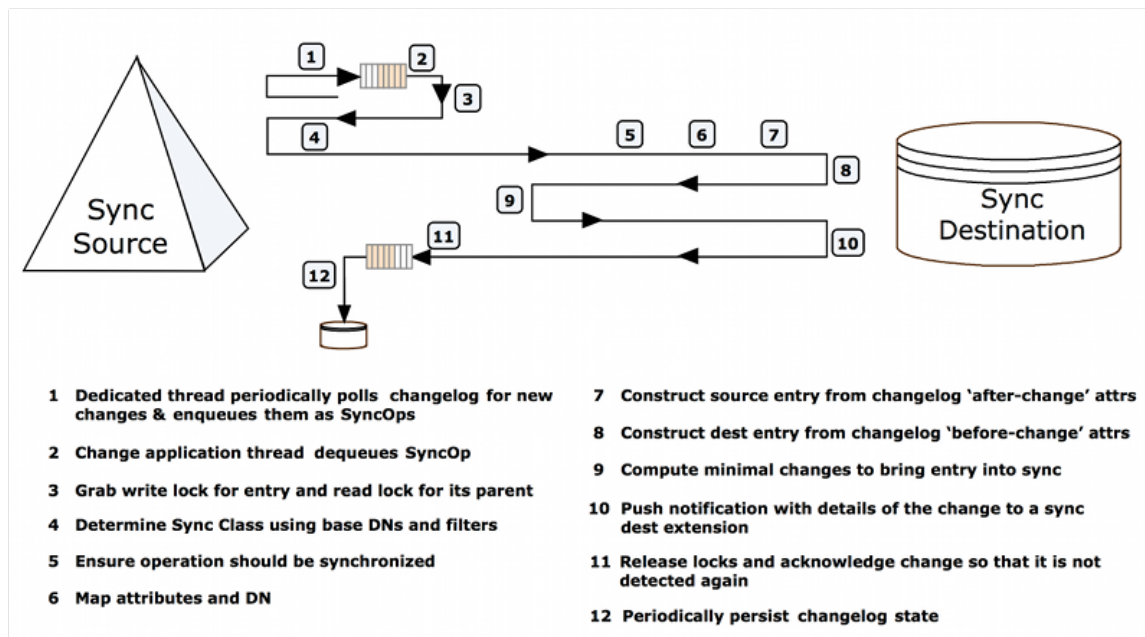 1
2
3
4
5
6
7
8
9
10
11
12
Sync
Source
Sync
Destination
1 Dedicated thread periodically polls changelog for new
changes & enqueues them as SyncOps
2 Change application thread dequeues SyncOp
3 Grab write lock for entry and read lock for its parent
4 Determine Sync Class using base DNs and filters
5 Ensure operation should be synchronized
6 Map attributes and DN
7 Construct source entry from changelog ‘after-change’ attrs
8 Construct dest entry from changelog ‘before-change’ attrs
9 Compute minimal changes to bring entry into sync
10 Push notification with details of the change to a sync
dest extension
11 Release locks and acknowledge change so that it is not
detected again
12 Periodically persist changelog state